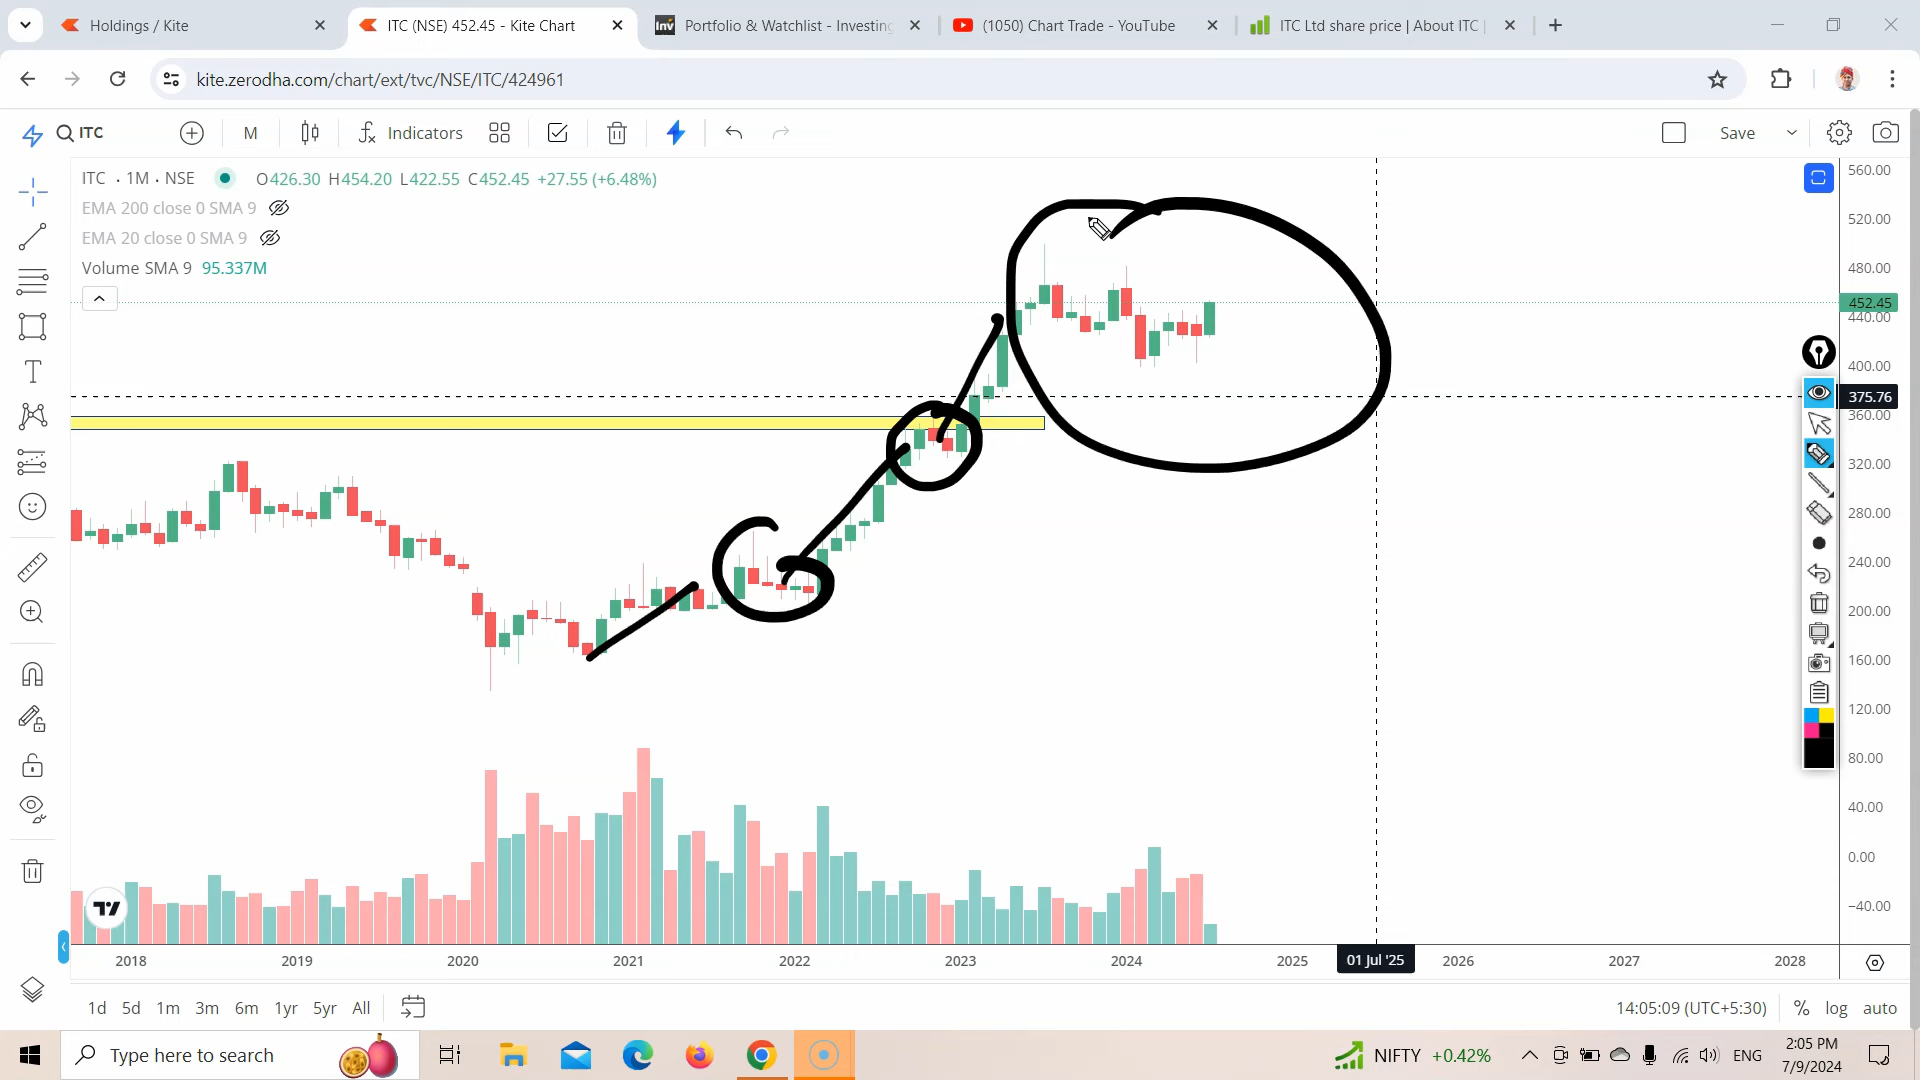 Holdings / Kite
ITC (NSE) 452.45 - Kite Chart
Inv
Portfolio & Watchlist - Investing
(1050) Chart Trade - YouTube
ITC Ltd share price | About ITC |
kite.zerodha.com/chart/ext/tvc/NSE/ITC/424961
ITC
M
Indicators
Save
ITC · 1M · NSE O426.30 H454.20 L422.55 C452.45 +27.55 (+6.48%)
EMA 200 close 0 SMA 9
EMA 20 close 0 SMA 9
Volume SMA 9 95.337M
560.00
520.00
480.00
452.45
440.00
400.00
375.76
360.00
320.00
280.00
240.00
200.00
160.00
120.00
80.00
40.00
0.00
−40.00
2018 2019 2020 2021 2022 2023 2024 2025 01 Jul '25 2026 2027 2028
1d 5d 1m 3m 6m 1yr 5yr All
14:05:09 (UTC+5:30) % log auto
Type here to search
NIFTY +0.42%
ENG
2:05 PM
7/9/2024